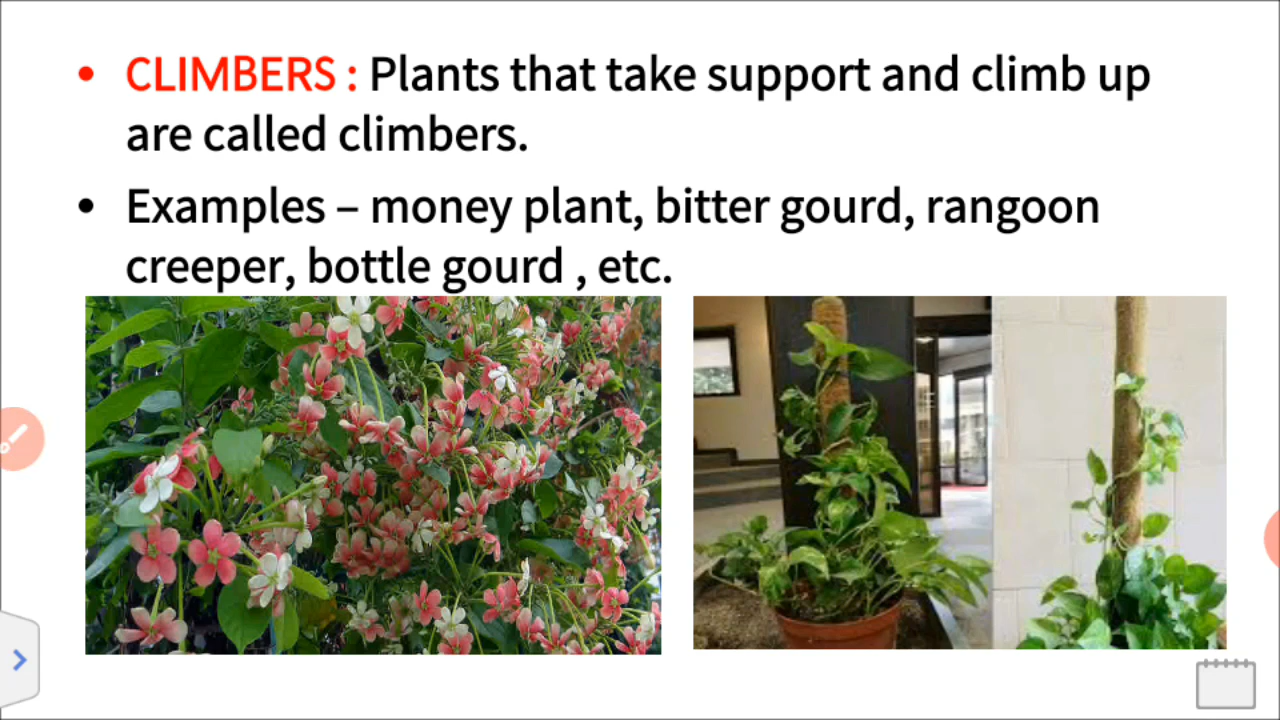 • CLIMBERS : Plants that take support and climb up
are called climbers.
• Examples – money plant, bitter gourd, rangoon
creeper, bottle gourd , etc.